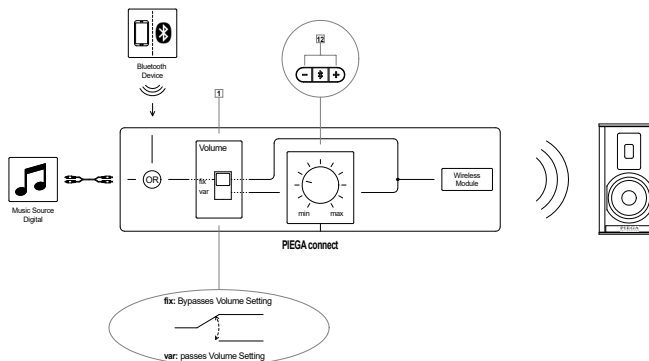 12
Bluetooth
Device
1
Volume
OR
fix
var
min
max
Wireless
Module
Music Source
Digital
PIEGA
PIEGA connect
fix: Bypasses Volume Setting
var: passes Volume Setting